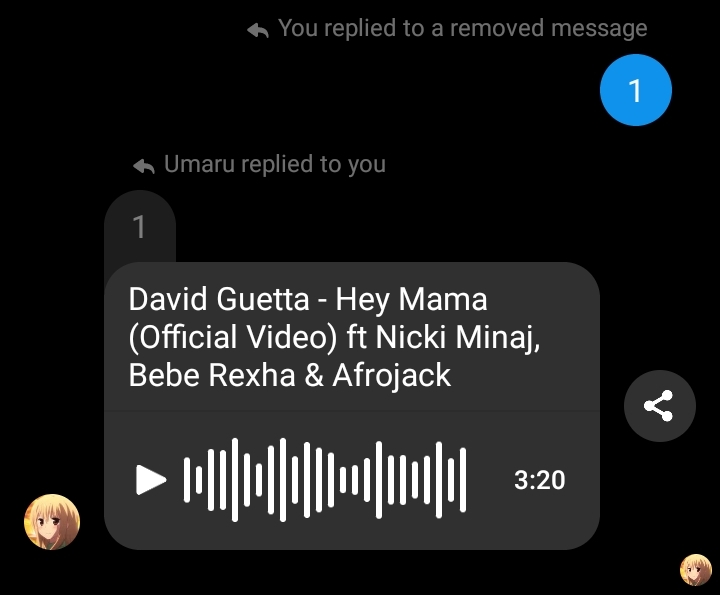 You replied to a removed message
1
Umaru replied to you
1
David Guetta - Hey Mama
(Official Video) ft Nicki Minaj,
Bebe Rexha & Afrojack
3:20